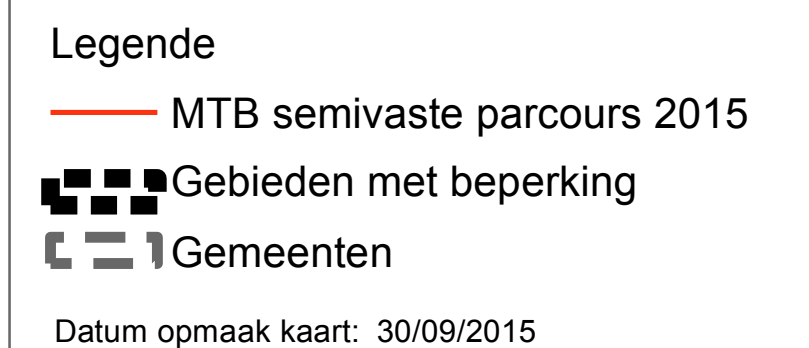 Legende
MTB semivaste parcours 2015
Gebieden met beperking
Gemeenten
Datum opmaak kaart: 30/09/2015